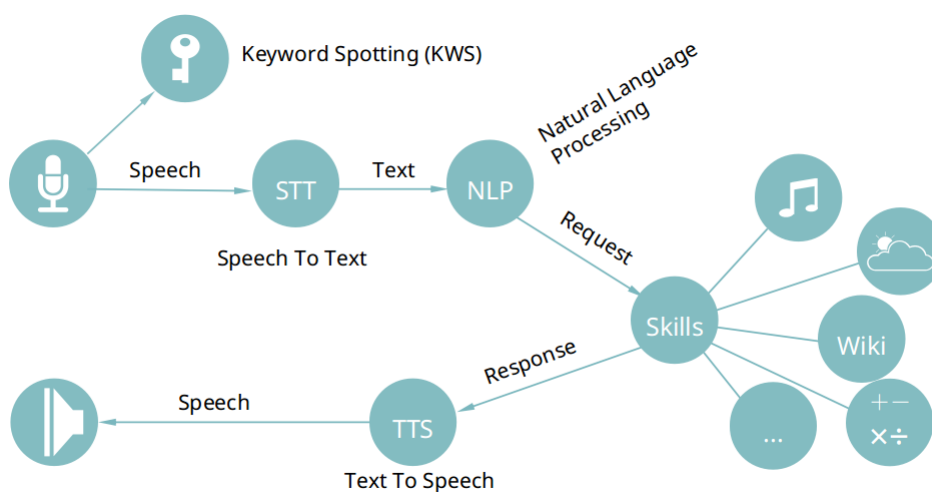 Keyword Spotting (KWS)
Natural Language
Processing
Speech
STT
Text
NLP
Speech To Text
Request
Skills
Wiki
Response
Speech
TTS
...
+−
×÷
Text To Speech